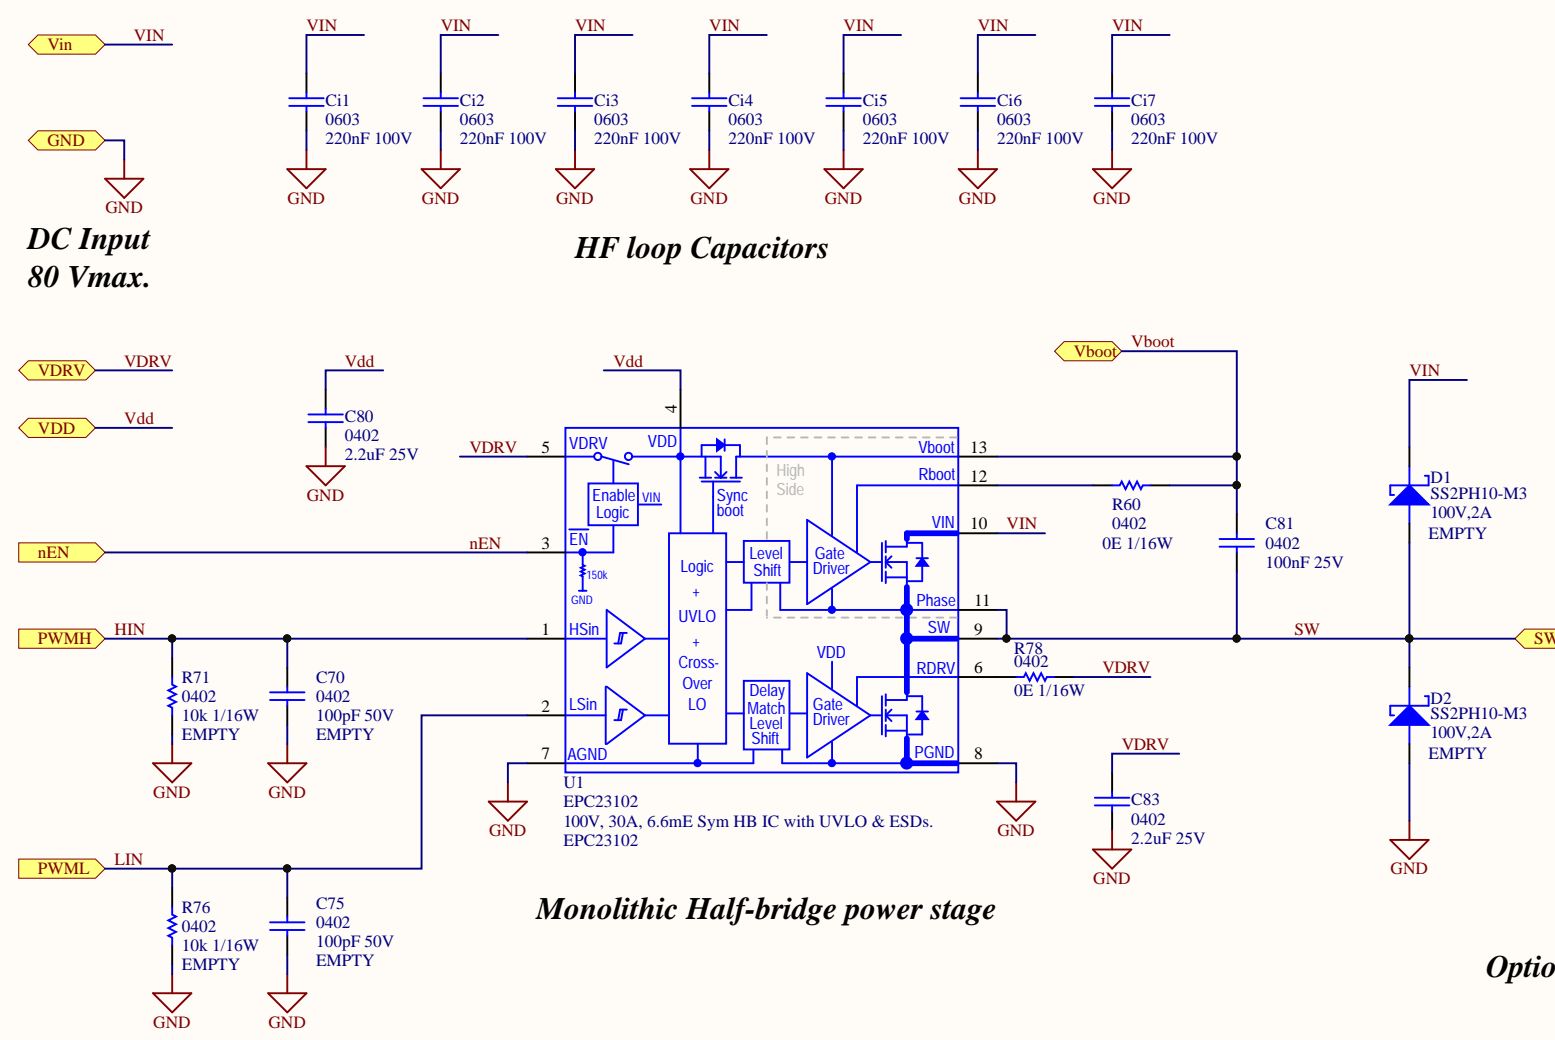 Vin
VIN
GND
GND
DC Input
80 Vmax.
VIN
Ci1
0603
220nF 100V
GND
VIN
Ci2
0603
220nF 100V
GND
VIN
Ci3
0603
220nF 100V
GND
VIN
Ci4
0603
220nF 100V
GND
VIN
Ci5
0603
220nF 100V
GND
VIN
Ci6
0603
220nF 100V
GND
VIN
Ci7
0603
220nF 100V
GND
HF loop Capacitors
VDRV
VDRV
VDD
Vdd
Vdd
C80
0402
2.2uF 25V
GND
Vdd
4
VDRV
5
VDRV
VDD
Enable
Logic
VIN
Sync
boot
High
Side
nEN
nEN
3
EN
150k
GND
PWMH
HIN
1
HSin
R71
0402
10k 1/16W
EMPTY
GND
C70
0402
100pF 50V
EMPTY
GND
2
LSin
7
AGND
GND
Logic
+
UVLO
+
Cross-
Over
LO
Level
Shift
Gate
Driver
Delay
Match
Level
Shift
VDD
Gate
Driver
Vboot
13
Rboot
12
VIN
10
VIN
Phase
11
SW
9
RDRV
6
PGND
8
GND
U1
EPC23102
100V, 30A, 6.6mE Sym HB IC with UVLO & ESDs.
EPC23102
Monolithic Half-bridge power stage
PWML
LIN
R76
0402
10k 1/16W
EMPTY
GND
C75
0402
100pF 50V
EMPTY
GND
Vboot
Vboot
R60
0402
0E 1/16W
C81
0402
100nF 25V
SW
SW
R78
0402
0E 1/16W
VDRV
VDRV
C83
0402
2.2uF 25V
GND
VIN
D1
SS2PH10-M3
100V,2A
EMPTY
D2
SS2PH10-M3
100V,2A
EMPTY
GND
Optio